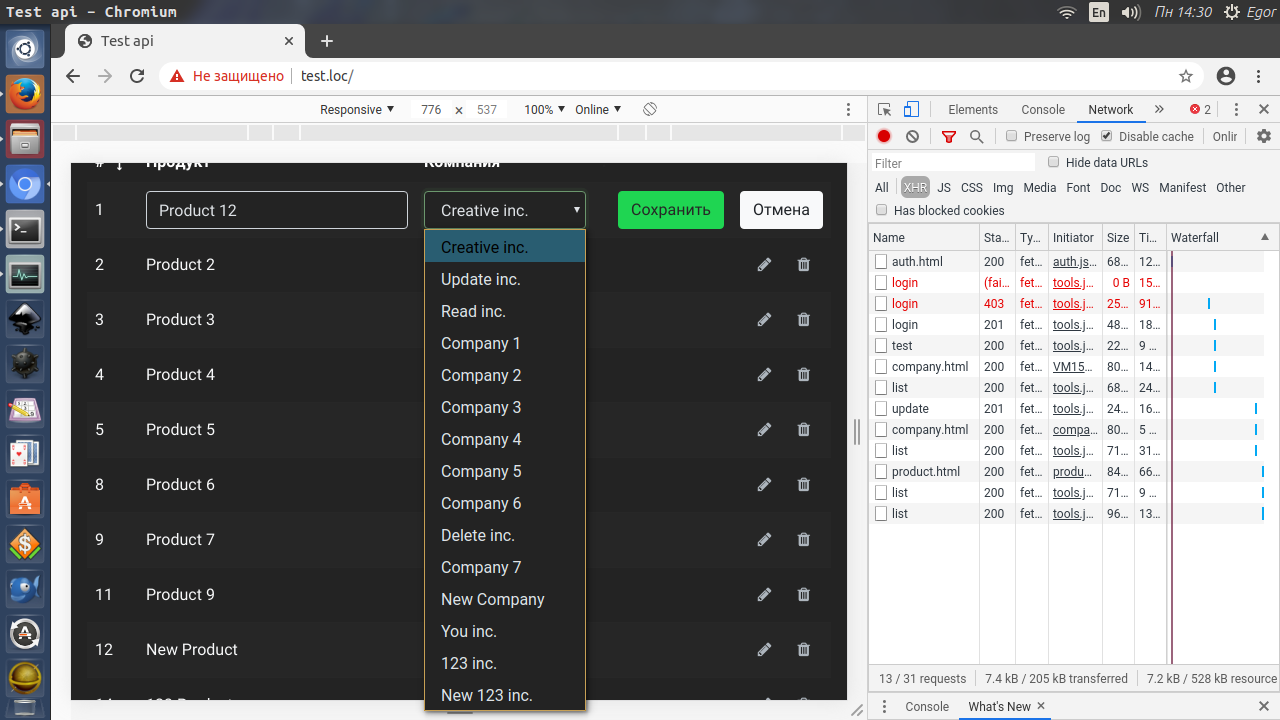 Test api - Chromium
En
Пн 14:30
Egor
Test api
Не защищено
test.loc/
Responsive ▼
776 x 537
100% ▼
Online ▼
Elements
Console
Network
2
Preserve log
Disable cache
Onlir
Filter
Hide data URLs
All XHR JS CSS Img Media Font Doc WS Manifest Other
Has blocked cookies
Name Sta... Ty... Initiator Size Ti... Waterfall
auth.html 200 fet... auth.js... 68... 12...
login (fai... fet... tools.j... 0 B 15...
login 403 fet... tools.j... 25... 91...
login 201 fet... tools.j... 48... 18...
test 200 fet... tools.j... 22... 9 ...
company.html 200 fet... VM15... 80... 14...
list 200 fet... tools.j... 68... 24...
update 201 fet... tools.j... 24... 16...
company.html 200 fet... compa... 80... 5 ...
list 200 fet... tools.j... 71... 31...
product.html 200 fet... produ... 84... 66...
list 200 fet... tools.j... 71... 9 ...
list 200 fet... tools.j... 96... 13...
13 / 31 requests
7.4 kB / 205 kB transferred
7.2 kB / 528 kB resource
Console
What's New
# Продукт Компания
1 Product 12 Creative inc. Сохранить Отмена
2 Product 2
3 Product 3
4 Product 4
5 Product 5
8 Product 6
9 Product 7
11 Product 9
12 New Product
Creative inc.
Update inc.
Read inc.
Company 1
Company 2
Company 3
Company 4
Company 5
Company 6
Delete inc.
Company 7
New Company
You inc.
123 inc.
New 123 inc.